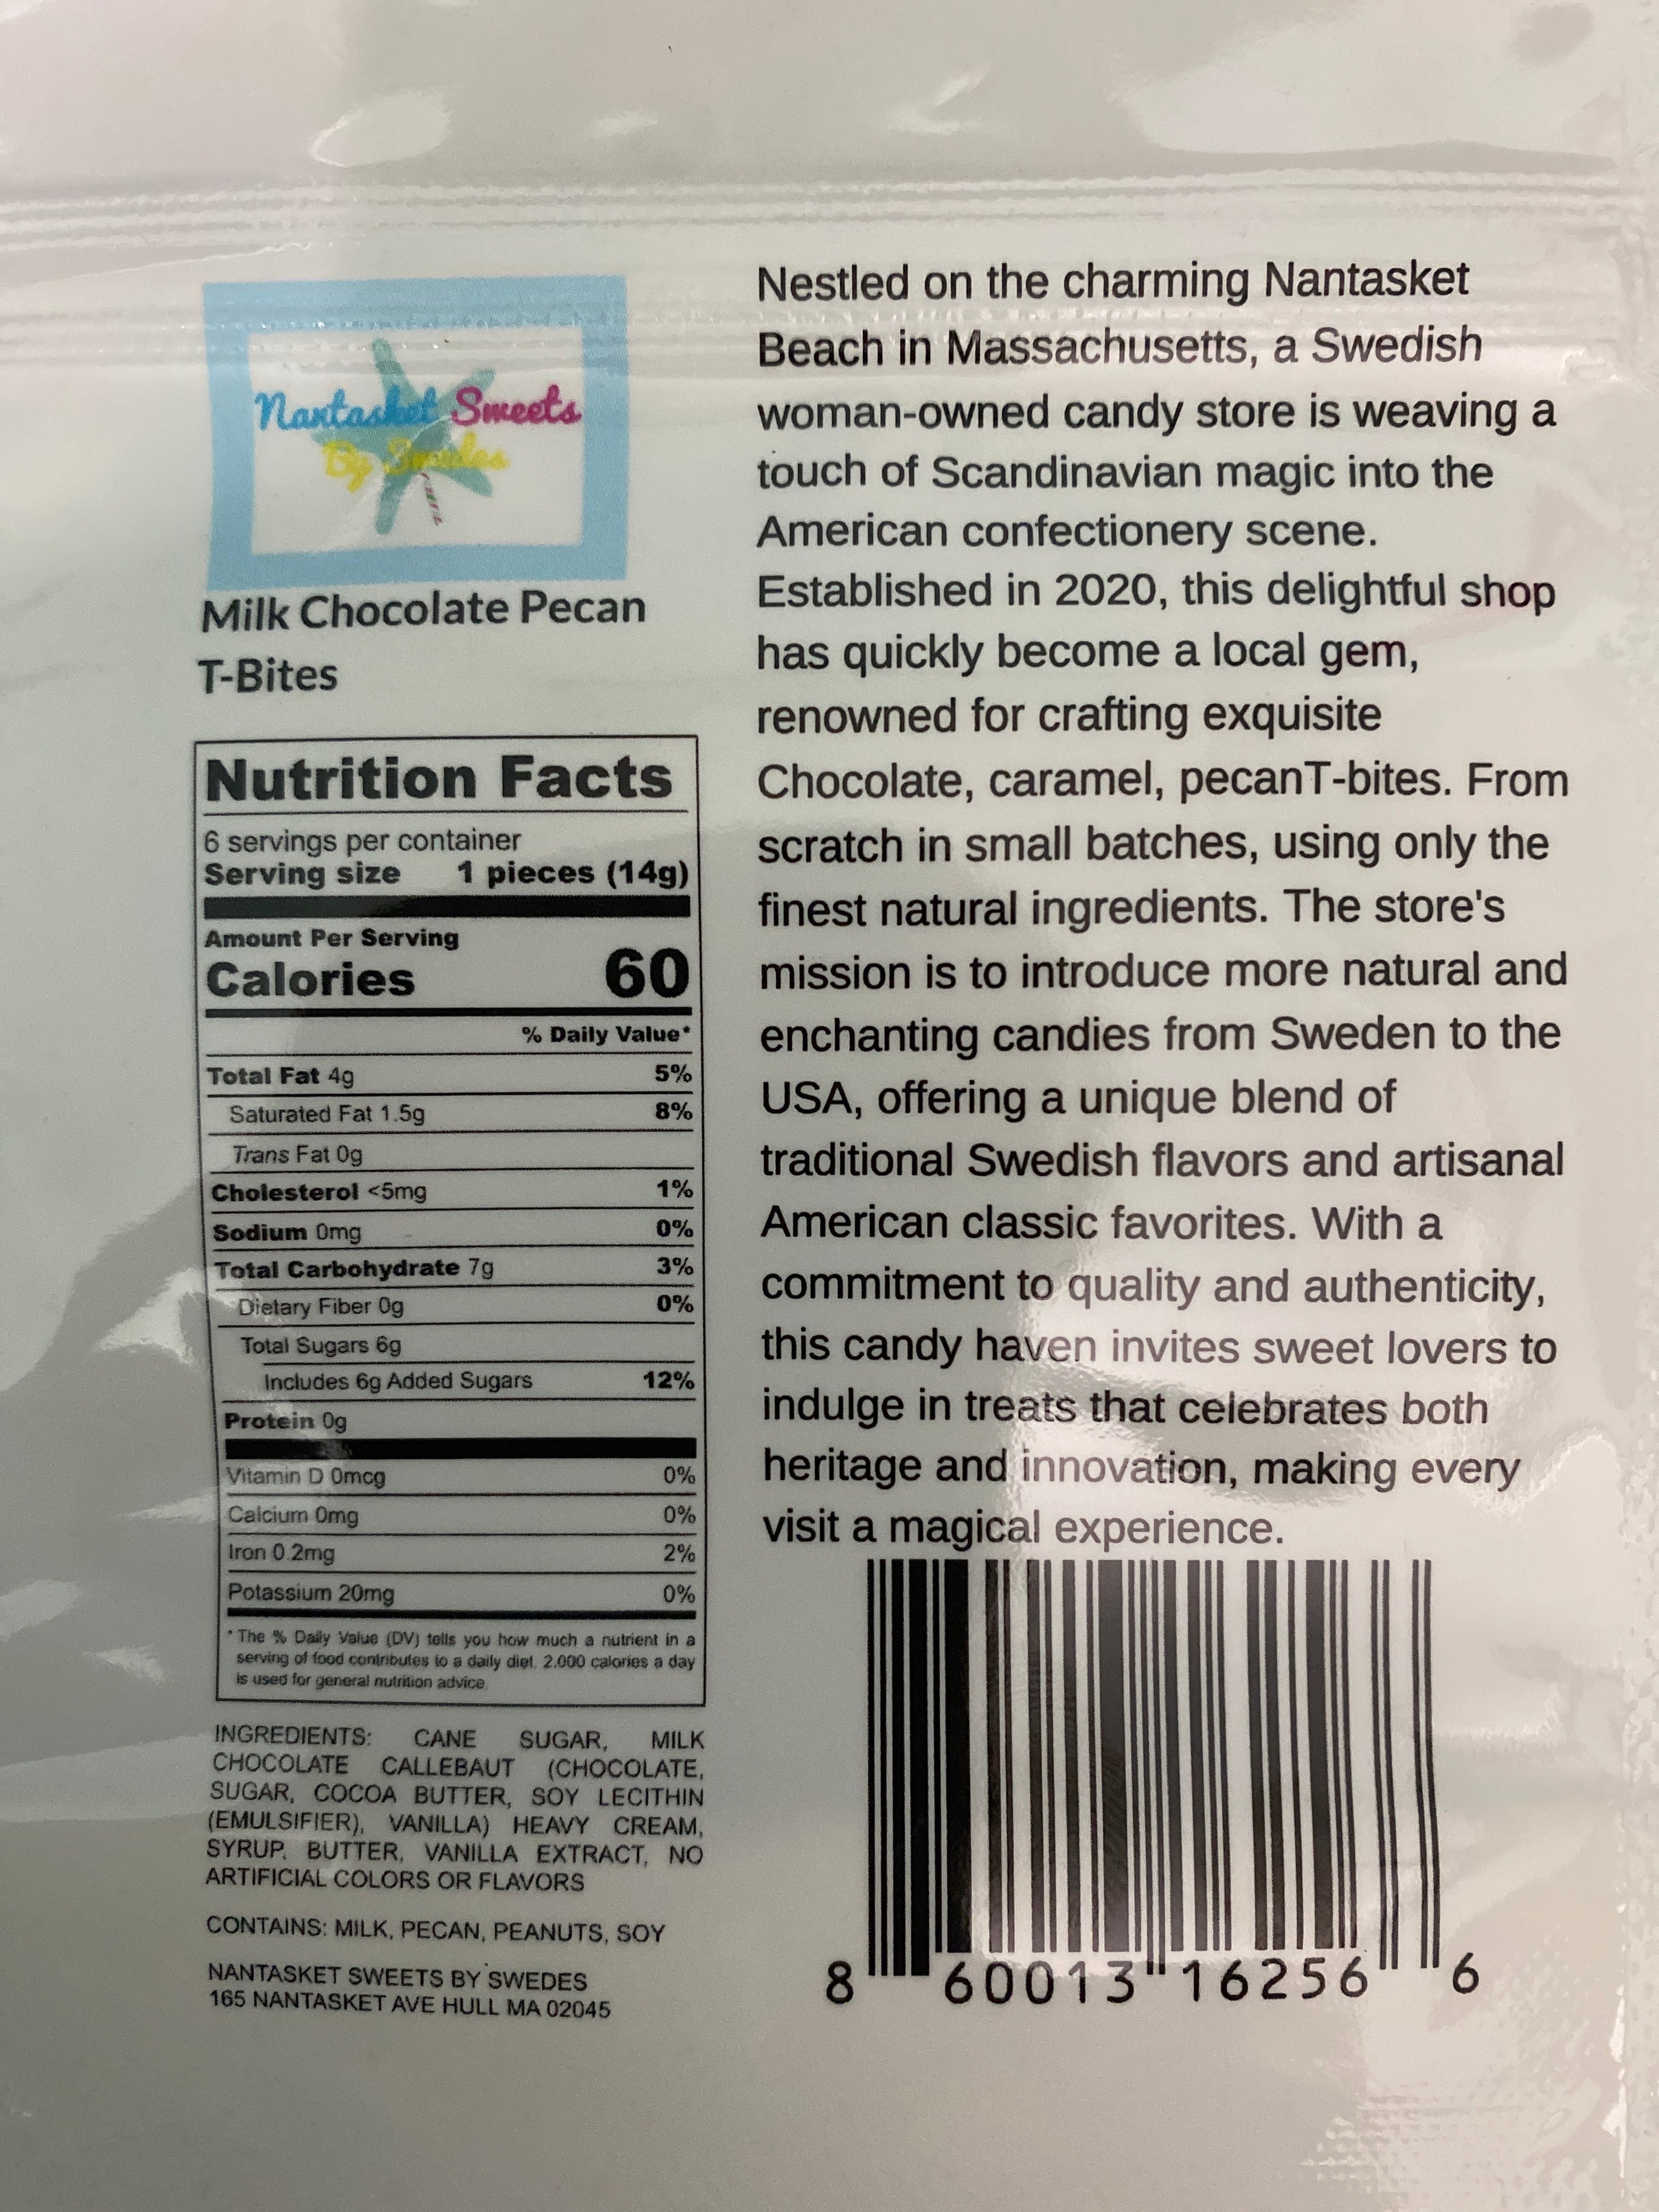 Nantasket Sweets
By Swedes
Milk Chocolate Pecan
T-Bites
Nutrition Facts
6 servings per container
Serving size 1 pieces (14g)
Amount Per Serving
Calories 60
% Daily Value*
Total Fat 4g 5%
Saturated Fat 1.5g 8%
Trans Fat 0g
Cholesterol <5mg 1%
Sodium 0mg 0%
Total Carbohydrate 7g 3%
Dietary Fiber 0g 0%
Total Sugars 6g
Includes 6g Added Sugars 12%
Protein 0g
Vitamin D 0mcg 0%
Calcium 0mg 0%
Iron 0.2mg 2%
Potassium 20mg 0%
* The % Daily Value (DV) tells you how much a nutrient in a
serving of food contributes to a daily diet. 2,000 calories a day
is used for general nutrition advice.
INGREDIENTS: CANE SUGAR, MILK
CHOCOLATE CALLEBAUT (CHOCOLATE,
SUGAR, COCOA BUTTER, SOY LECITHIN
(EMULSIFIER), VANILLA) HEAVY CREAM,
SYRUP, BUTTER, VANILLA EXTRACT, NO
ARTIFICIAL COLORS OR FLAVORS
CONTAINS: MILK, PECAN, PEANUTS, SOY
NANTASKET SWEETS BY SWEDES
165 NANTASKET AVE HULL MA 02045
Nestled on the charming Nantasket
Beach in Massachusetts, a Swedish
woman-owned candy store is weaving a
touch of Scandinavian magic into the
American confectionery scene.
Established in 2020, this delightful shop
has quickly become a local gem,
renowned for crafting exquisite
Chocolate, caramel, pecanT-bites. From
scratch in small batches, using only the
finest natural ingredients. The store's
mission is to introduce more natural and
enchanting candies from Sweden to the
USA, offering a unique blend of
traditional Swedish flavors and artisanal
American classic favorites. With a
commitment to quality and authenticity,
this candy haven invites sweet lovers to
indulge in treats that celebrates both
heritage and innovation, making every
visit a magical experience.
8 60013 16256 6